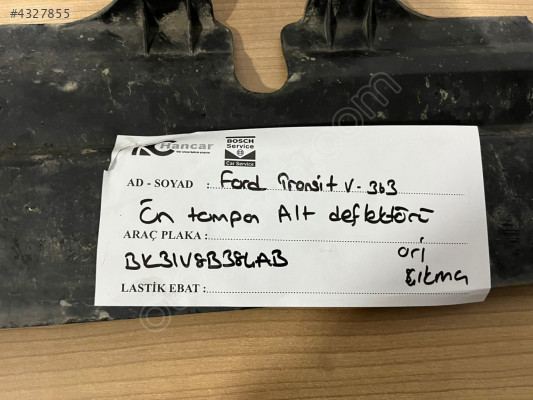 #4327855
Hancar
BOSCH
Service
Car Service
AD - SOYAD : Ford Transit V-363
Ön tampon Alt deflektörü
ARAÇ PLAKA :
BK31V8B384AB
ori
çıkma
LASTİK EBAT :